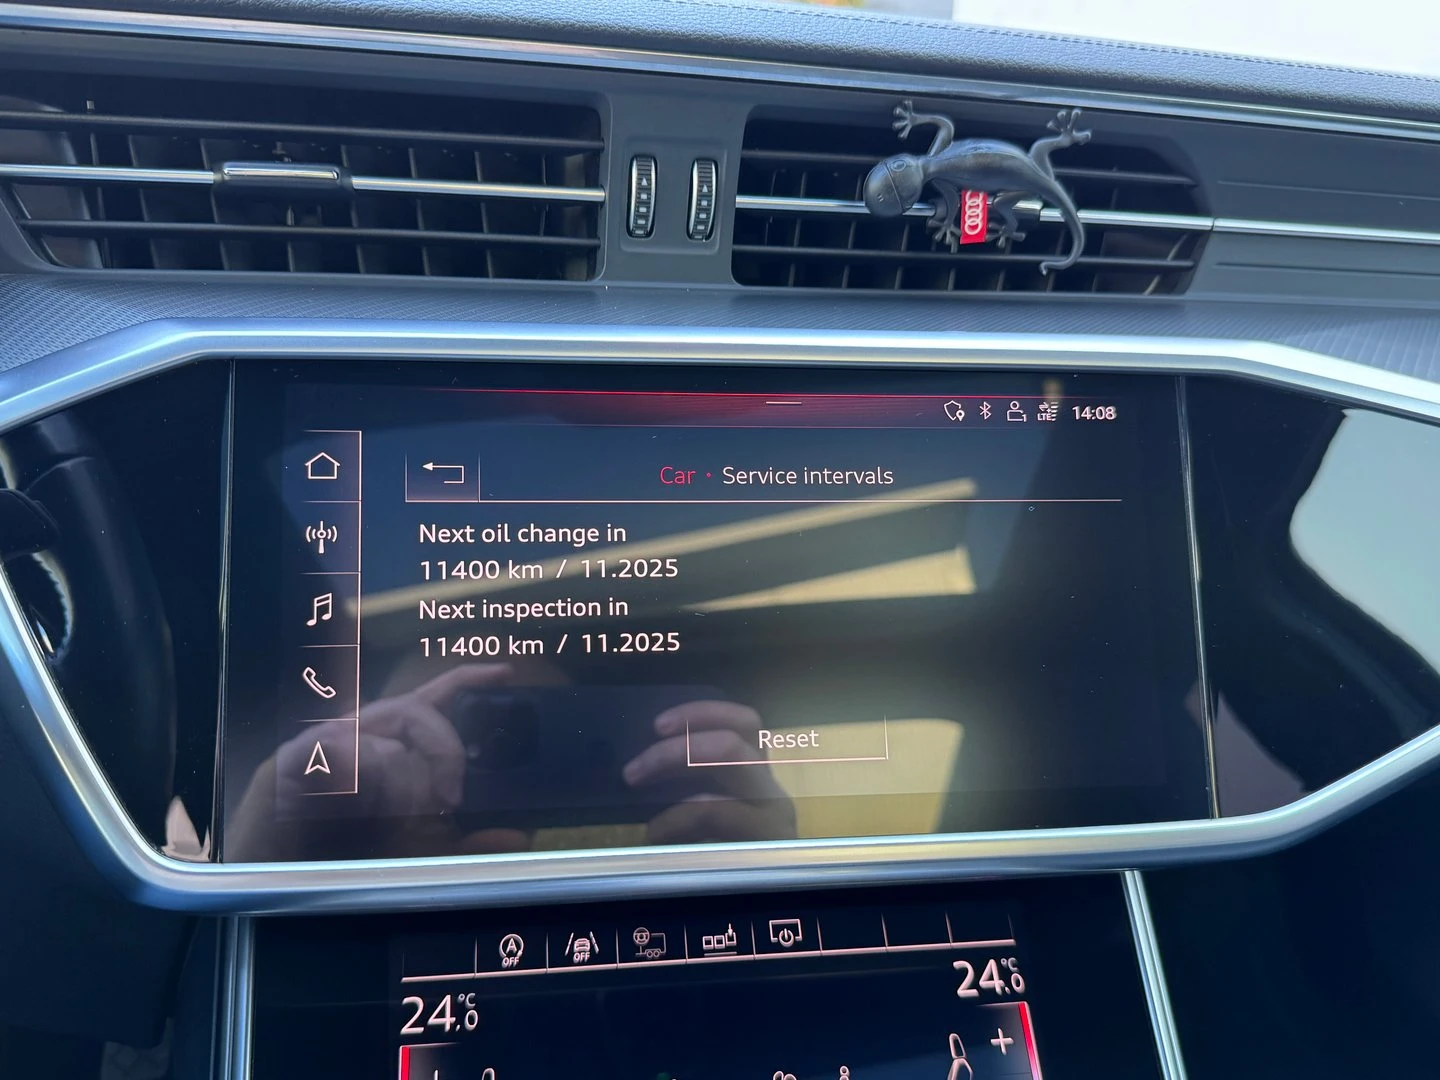 LTE
14:08
Car · Service intervals
Next oil change in
11400 km / 11.2025
Next inspection in
11400 km / 11.2025
Reset
A
OFF
OFF
24.0 °C
24.0 °C